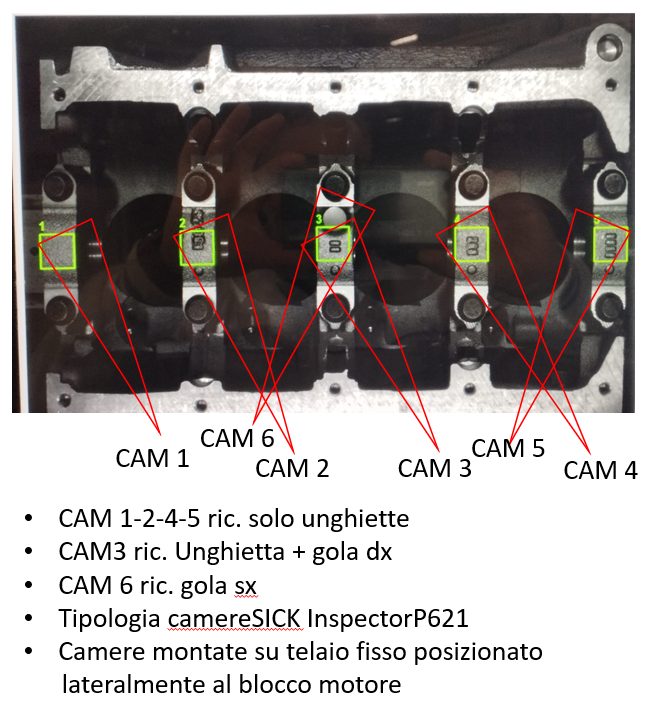 1
2
3
4
5
CAM 6
CAM 5
CAM 1
CAM 2
CAM 3
CAM 4
• CAM 1-2-4-5 ric. solo unghiette
• CAM3 ric. Unghietta + gola dx
• CAM 6 ric. gola sx
• Tipologia camereSICK InspectorP621
• Camere montate su telaio fisso posizionato
lateralmente al blocco motore